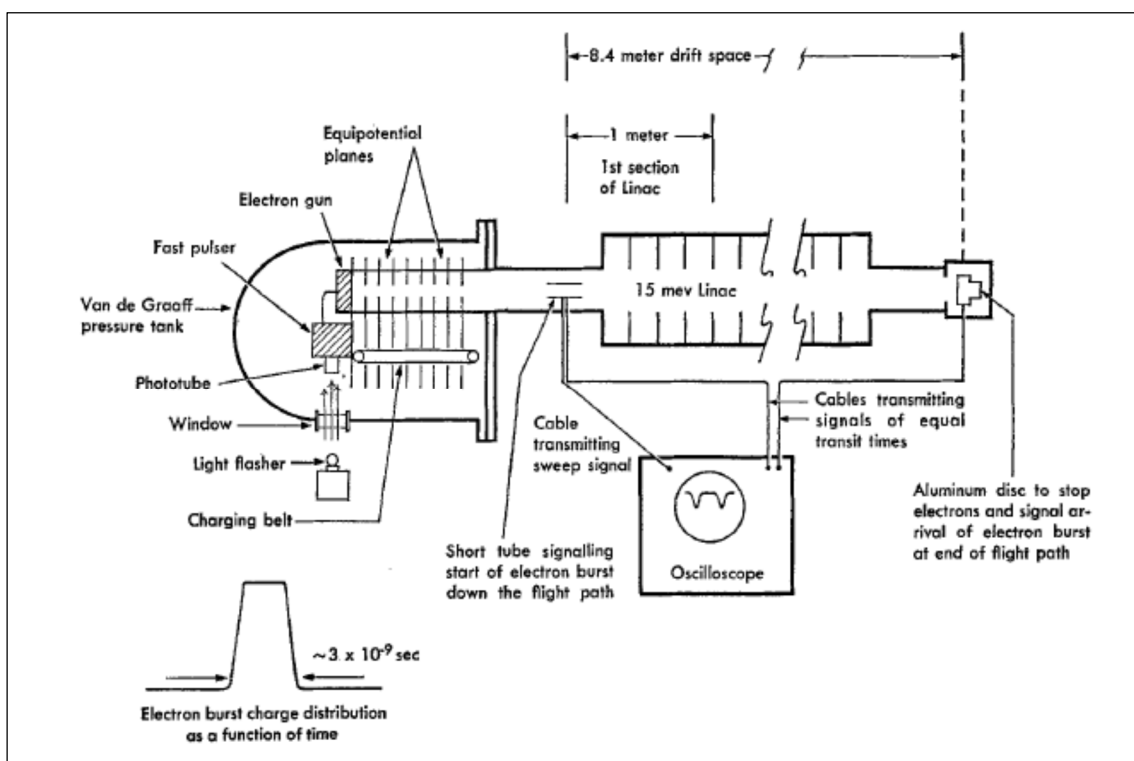 8.4 meter drift space
1 meter
1st section
of Linac
Equipotential
planes
Electron gun
Fast pulser
Van de Graaff
pressure tank
15 mev Linac
Phototube
Window
Light flasher
Charging belt
Cable
transmitting
sweep signal
Cables transmitting
signals of equal
transit times
Short tube signalling
start of electron burst
down the flight path
Oscilloscope
Aluminum disc to stop
electrons and signal ar-
rival of electron burst
at end of flight path
~3 x 10⁻⁹ sec
Electron burst charge distribution
as a function of time